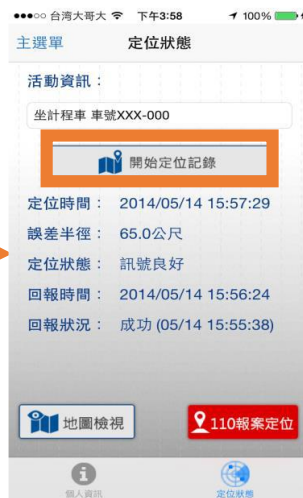 ●●●○○ 台湾大哥大 下午3:58 100%
主選單 定位狀態
活動資訊：
坐計程車 車號XXX-000
開始定位記錄
定位時間： 2014/05/14 15:57:29
誤差半徑： 65.0公尺
定位狀態： 訊號良好
回報時間： 2014/05/14 15:56:24
回報狀況： 成功 (05/14 15:55:38)
地圖檢視 110報案定位
個人資訊 定位狀態